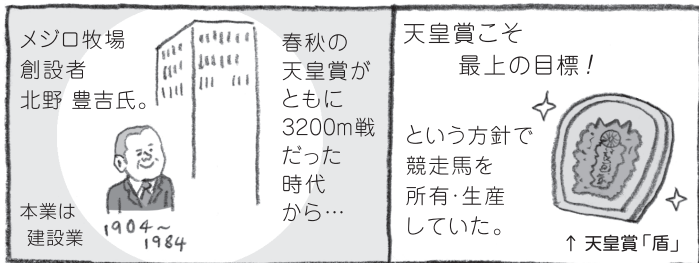 メジロ牧場
創設者
北野 豊吉氏。
本業は
建設業
1904〜
1984
春秋の
天皇賞が
ともに
3200m戦
だった
時代
から…
天皇賞こそ
最上の目標！
という方針で
競走馬を
所有・生産
していた。
↑ 天皇賞「盾」